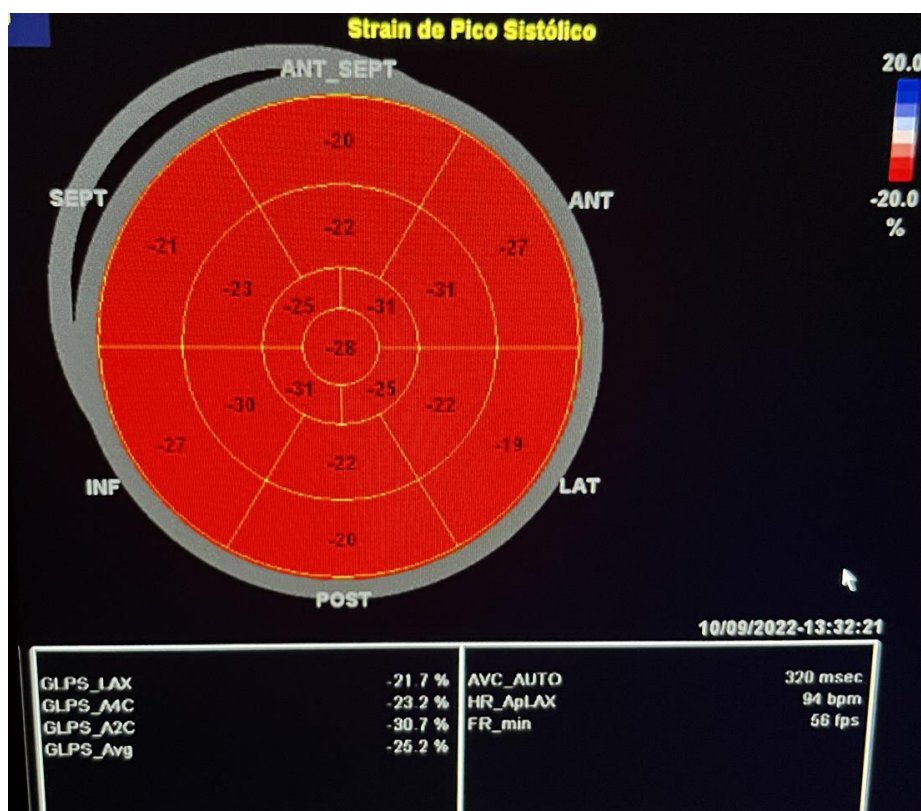 Strain de Pico Sistólico
ANT_SEPT
20.0
-20.0
%
SEPT
ANT
-20
-21
-22
-27
-23
-31
-25
-31
-28
-31
-25
-30
-22
-27
-19
-22
INF
LAT
-20
POST
10/09/2022-13:32:21
GLPS_LAX -21.7 %
GLPS_A4C -23.2 %
GLPS_A2C -30.7 %
GLPS_Avg -25.2 %
AVC_AUTO 320 msec
HR_ApLAX 94 bpm
FR_min 56 fps